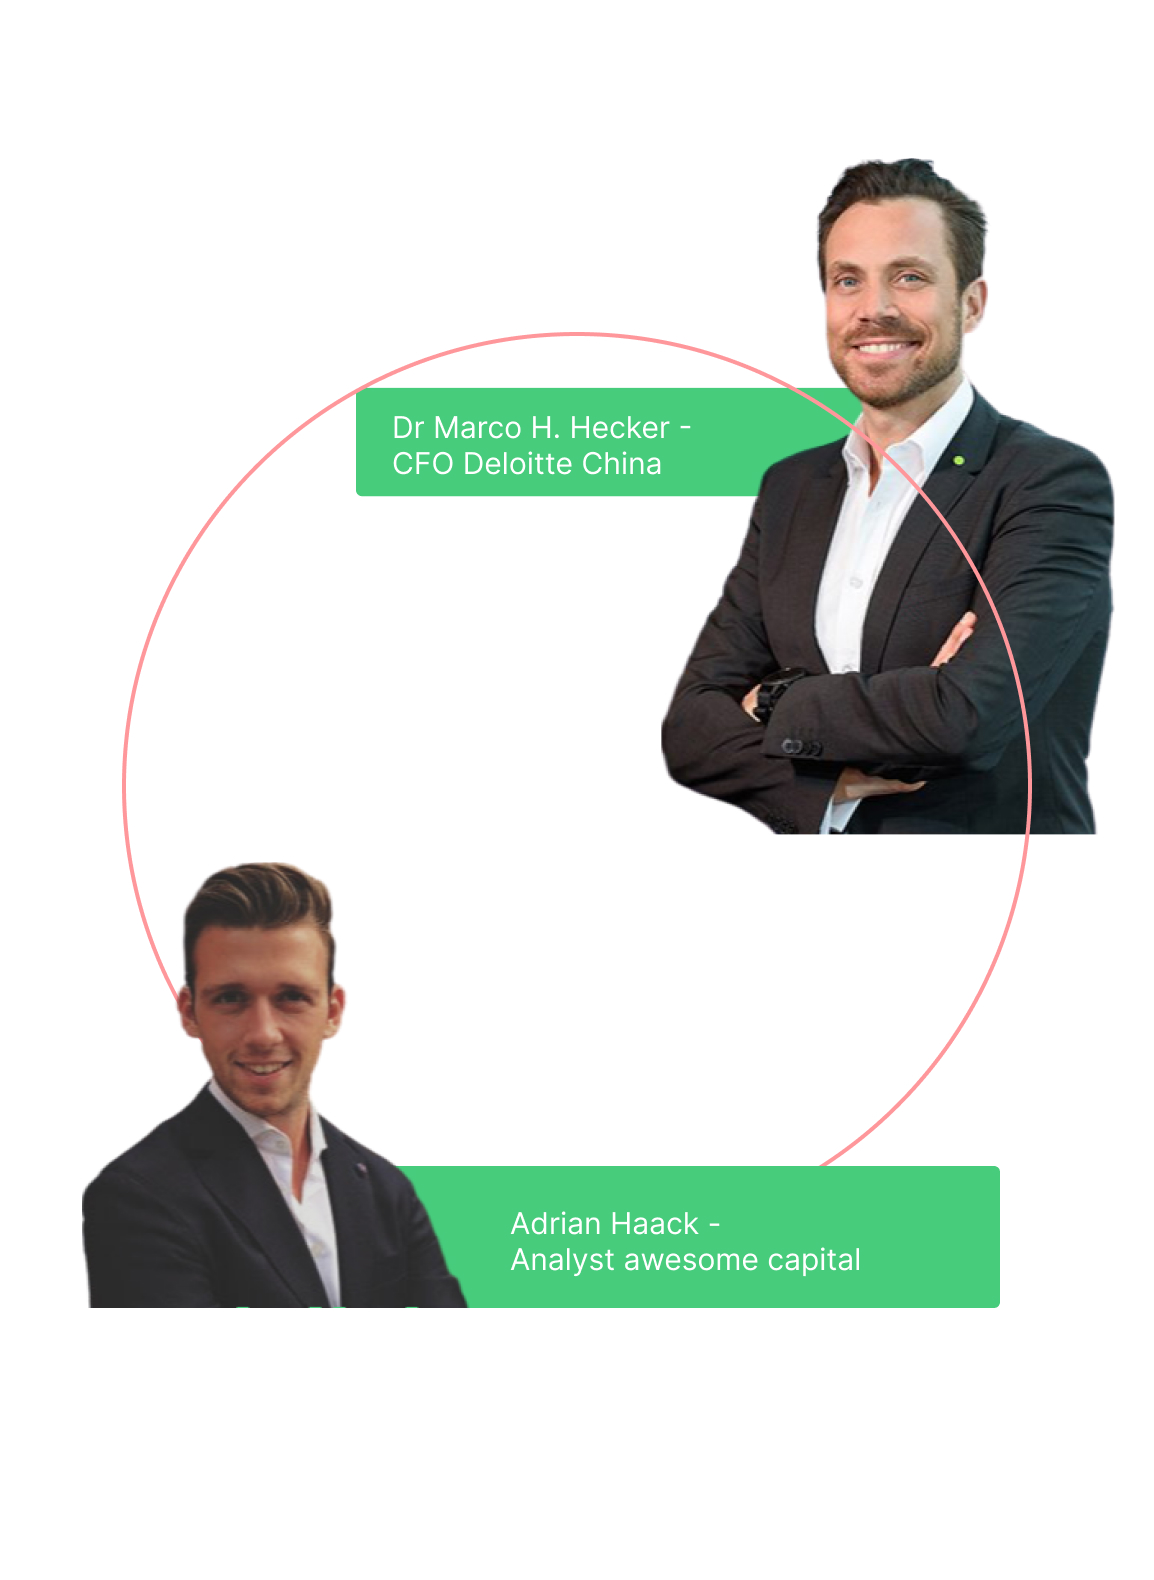 Dr Marco H. Hecker -
CFO Deloitte China
Adrian Haack -
Analyst awesome capital